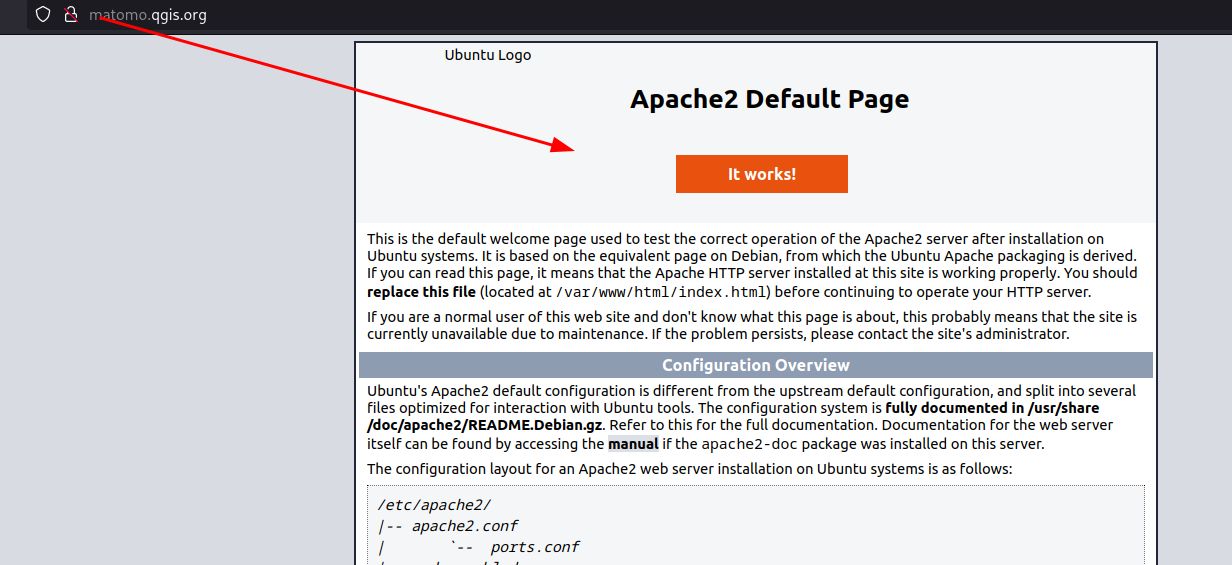 matomo.qgis.org
Ubuntu Logo
Apache2 Default Page
It works!
This is the default welcome page used to test the correct operation of the Apache2 server after installation on
Ubuntu systems. It is based on the equivalent page on Debian, from which the Ubuntu Apache packaging is derived.
If you can read this page, it means that the Apache HTTP server installed at this site is working properly. You should
replace this file (located at /var/www/html/index.html) before continuing to operate your HTTP server.
If you are a normal user of this web site and don't know what this page is about, this probably means that the site is
currently unavailable due to maintenance. If the problem persists, please contact the site's administrator.
Configuration Overview
Ubuntu's Apache2 default configuration is different from the upstream default configuration, and split into several
files optimized for interaction with Ubuntu tools. The configuration system is fully documented in /usr/share
/doc/apache2/README.Debian.gz. Refer to this for the full documentation. Documentation for the web server
itself can be found by accessing the manual if the apache2-doc package was installed on this server.
The configuration layout for an Apache2 web server installation on Ubuntu systems is as follows:
/etc/apache2/
|-- apache2.conf
|       `--  ports.conf